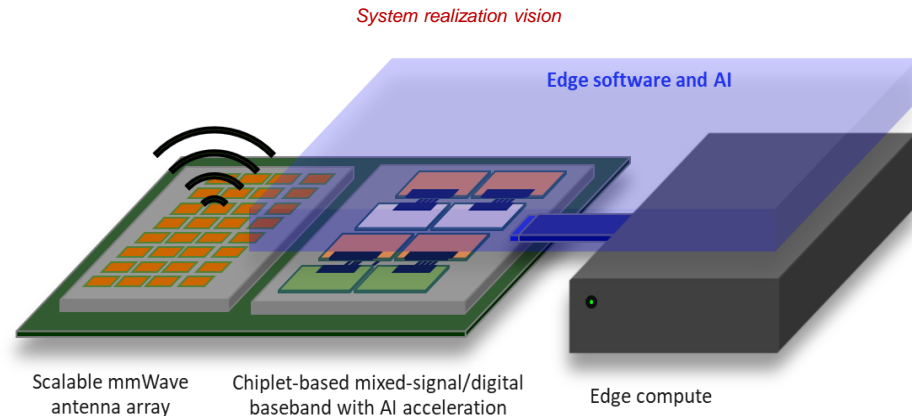 System realization vision
Edge software and AI
Scalable mmWave
antenna array
Chiplet-based mixed-signal/digital
baseband with AI acceleration
Edge compute